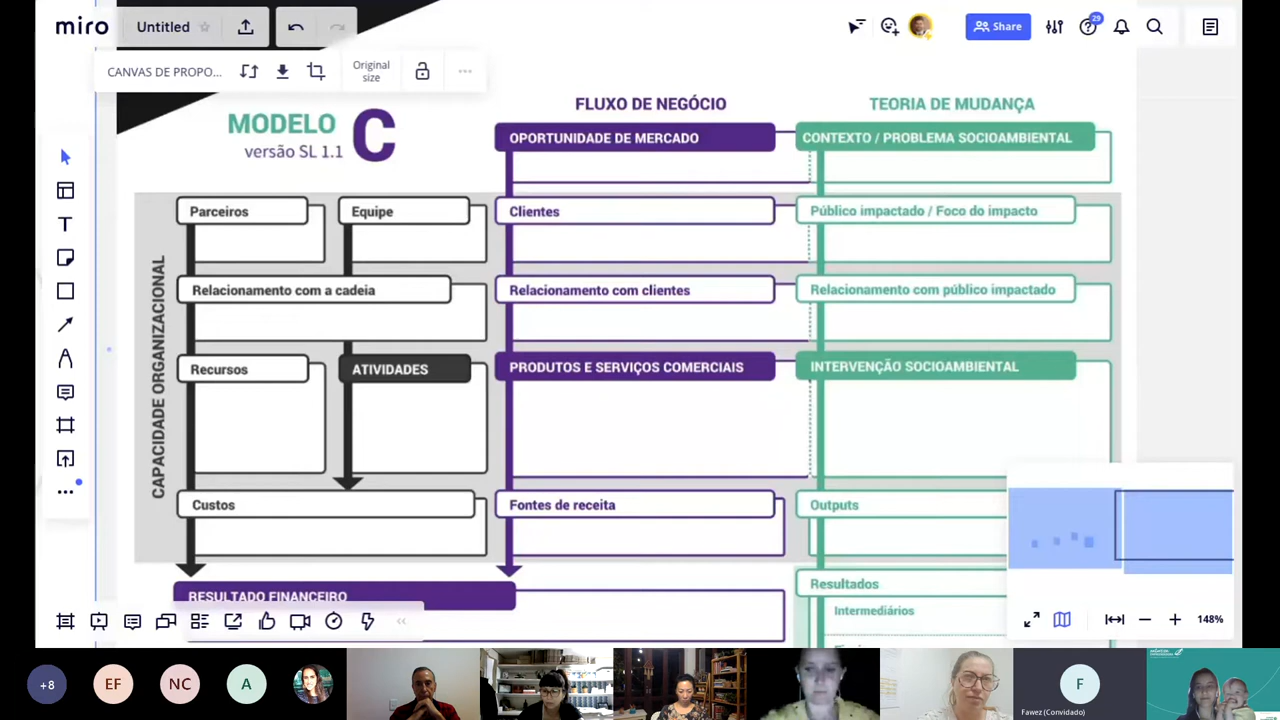 miro
Untitled
Share
29
CANVAS DE PROPO...
Original
size
MODELO C
versão SL 1.1
FLUXO DE NEGÓCIO
TEORIA DE MUDANÇA
OPORTUNIDADE DE MERCADO
CONTEXTO / PROBLEMA SOCIOAMBIENTAL
CAPACIDADE ORGANIZACIONAL
Parceiros
Equipe
Clientes
Público impactado / Foco do impacto
Relacionamento com a cadeia
Relacionamento com clientes
Relacionamento com público impactado
Recursos
ATIVIDADES
PRODUTOS E SERVIÇOS COMERCIAIS
INTERVENÇÃO SOCIOAMBIENTAL
Custos
Fontes de receita
Outputs
RESULTADO FINANCEIRO
Resultados
Intermediários
148%
+8
EF
NC
A
F
Fawez (Convidado)